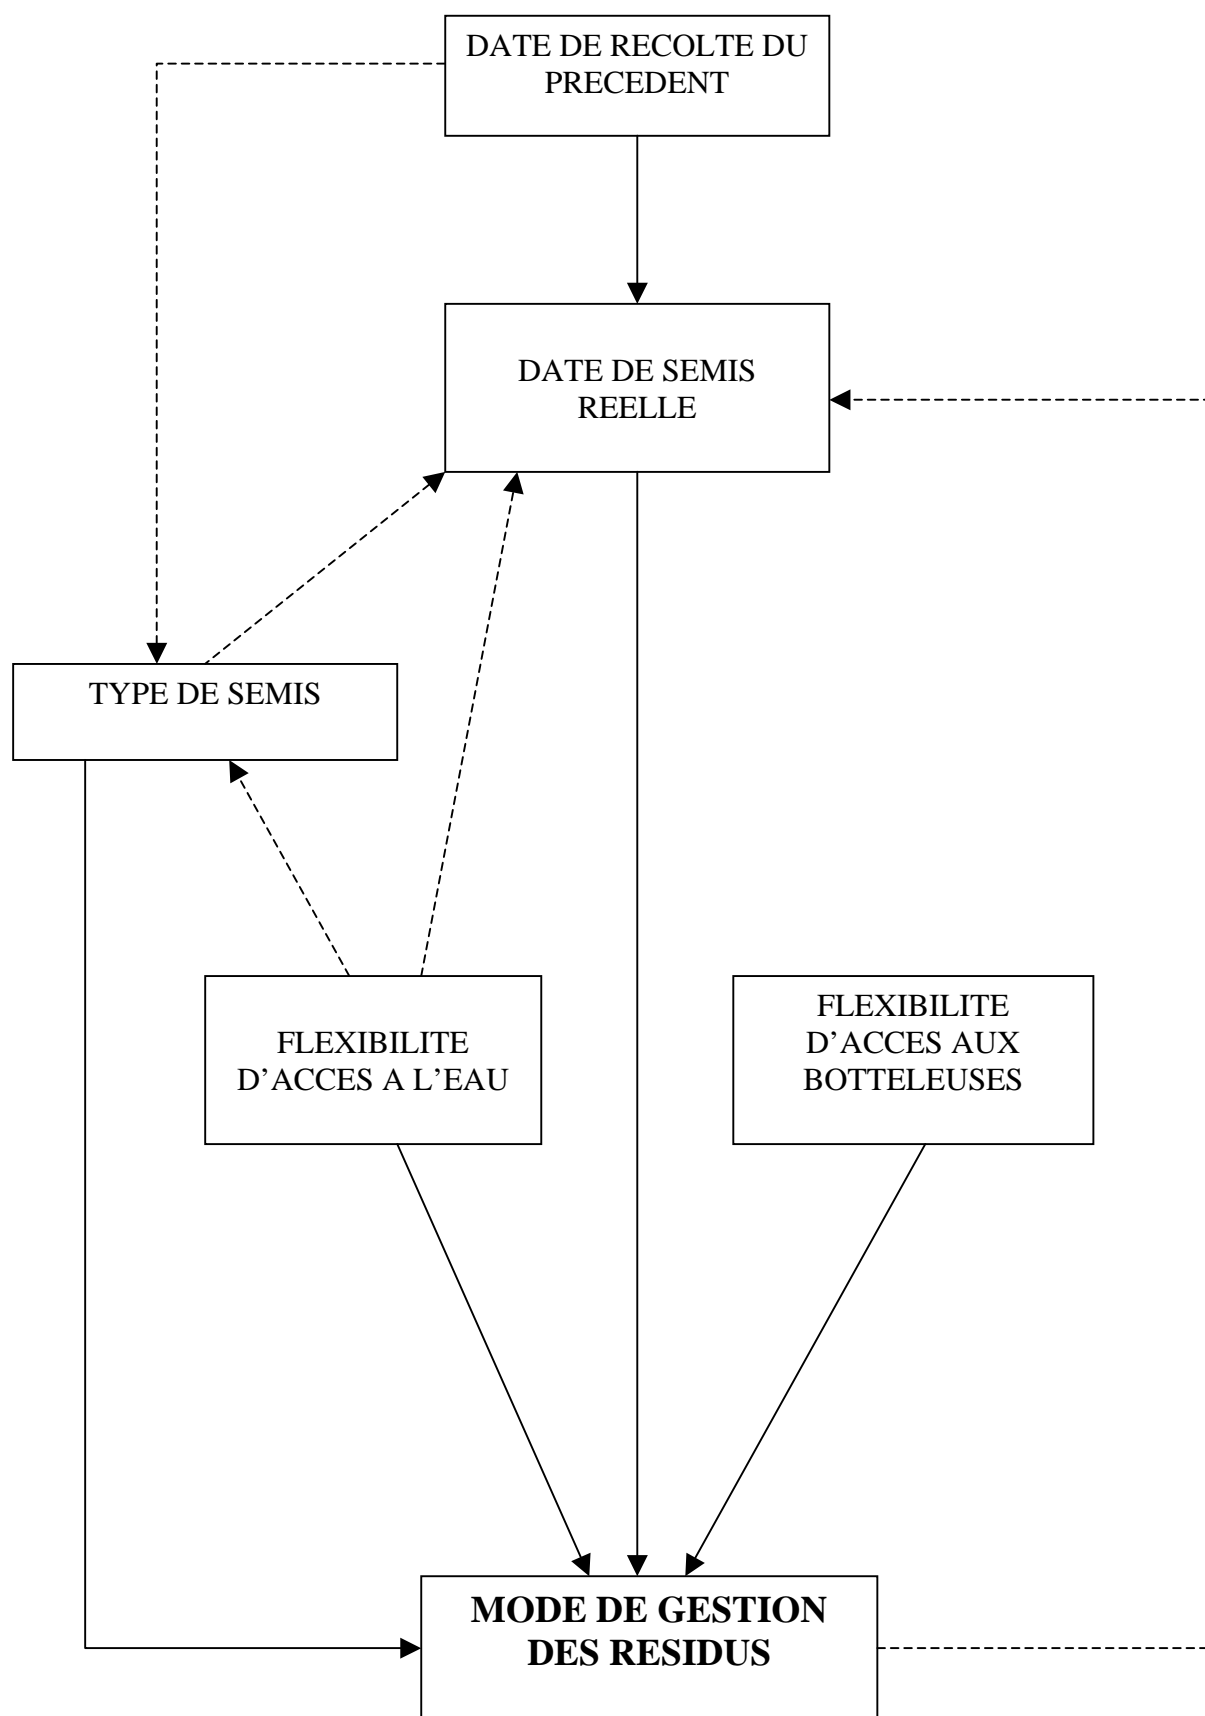 DATE DE RECOLTE DU
PRECEDENT
DATE DE SEMIS
REELLE
TYPE DE SEMIS
FLEXIBILITE
D’ACCES A L’EAU
FLEXIBILITE
D’ACCES AUX
BOTTELEUSES
MODE DE GESTION
DES RESIDUS